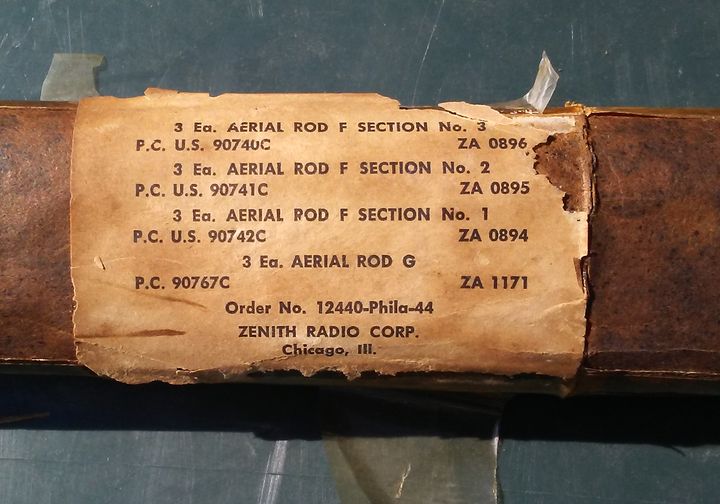 3 Ea. AERIAL ROD F SECTION No. 3
P.C. U.S. 90740C ZA 0896
3 Ea. AERIAL ROD F SECTION No. 2
P.C. U.S. 90741C ZA 0895
3 Ea. AERIAL ROD F SECTION No. 1
P.C. U.S. 90742C ZA 0894
3 Ea. AERIAL ROD G
P.C. 90767C ZA 1171
Order No. 12440-Phila-44
ZENITH RADIO CORP.
Chicago, Ill.